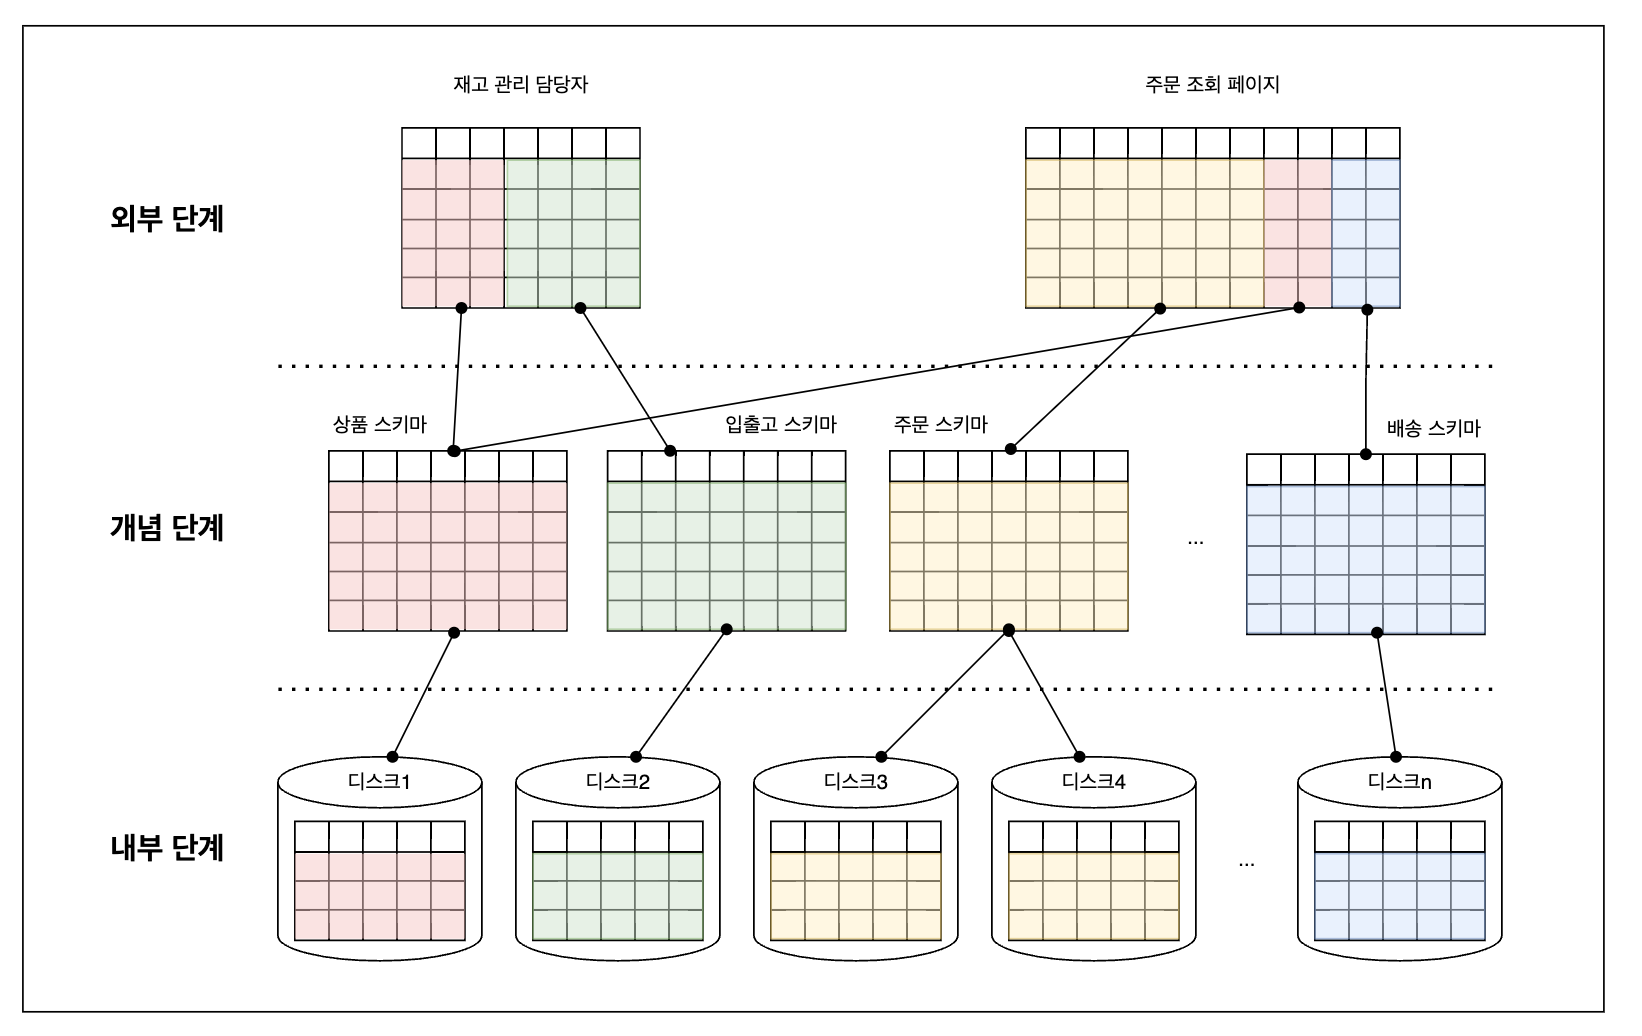 재고 관리 담당자
주문 조회 페이지
외부 단계
상품 스키마
입출고 스키마
주문 스키마
배송 스키마
개념 단계
...
디스크1
디스크2
디스크3
디스크4
디스크n
내부 단계
...